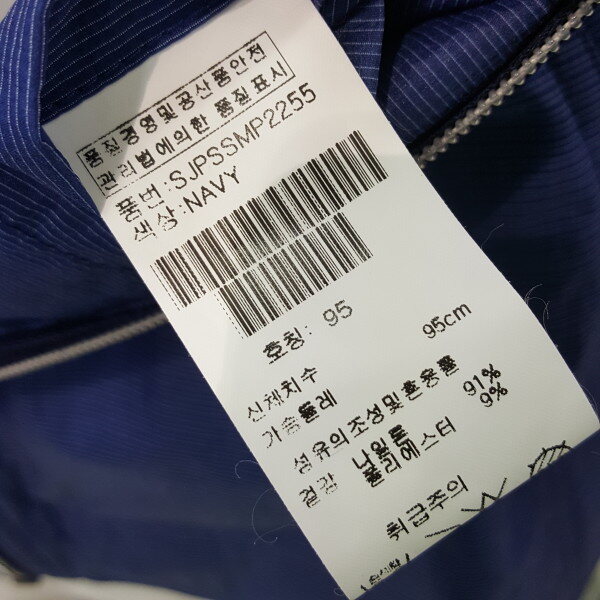 품질경영및공산품안전
관리법에의한 품질표시
품번:SJPSSMP2255
색상:NAVY
호칭: 95
신체치수
가슴둘레 95cm
섬유의조성및혼용률
겉감 나일론 91%
폴리에스터 9%
취급주의